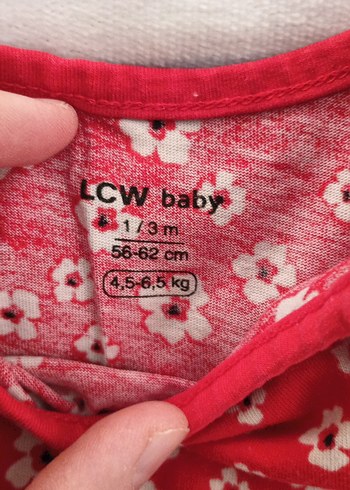 LCW baby
1 / 3 m
56-62 cm
4,5-6,5 kg